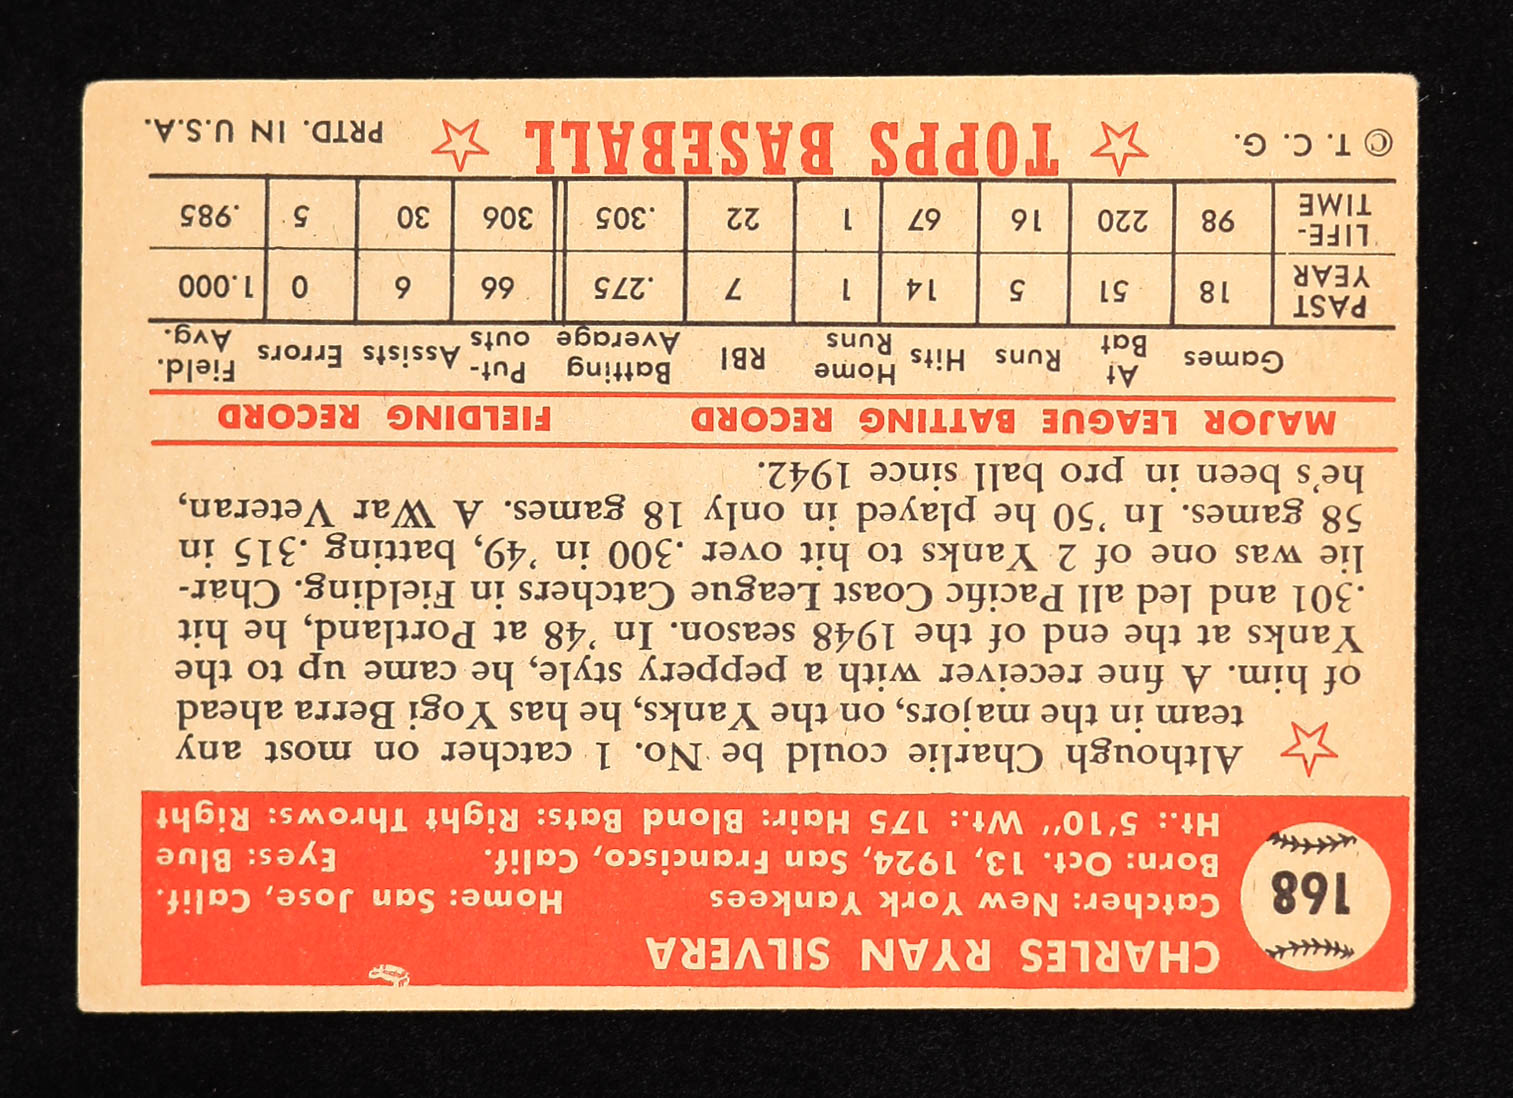 168
CHARLES RYAN SILVERA
Catcher: New York Yankees Home: San Jose, Calif.
Born: Oct. 13, 1924, San Francisco, Calif. Eyes: Blue
Ht.: 5'10" Wt.: 175 Hair: Blond Bats: Right Throws: Right
Although Charlie could be No. 1 catcher on most any
team in the majors, on the Yanks, he has Yogi Berra ahead
of him. A fine receiver with a peppery style, he came up to the
Yanks at the end of the 1948 season. In '48 at Portland, he hit
.301 and led all Pacific Coast League Catchers in Fielding. Char-
lie was one of 2 Yanks to hit over .300 in '49, batting .315 in
58 games. In '50 he played in only 18 games. A War Veteran,
he's been in pro ball since 1942.
MAJOR LEAGUE BATTING RECORD FIELDING RECORD
Games At Bat Runs Hits Home Runs RBI Batting Average Put-outs Assists Errors Field. Avg.
PAST YEAR 18 51 5 14 1 7 .275 66 6 0 1.000
LIFE-TIME 98 220 16 67 1 22 .305 306 30 5 .985
© T. C. G. TOPPS BASEBALL PRTD. IN U.S.A.